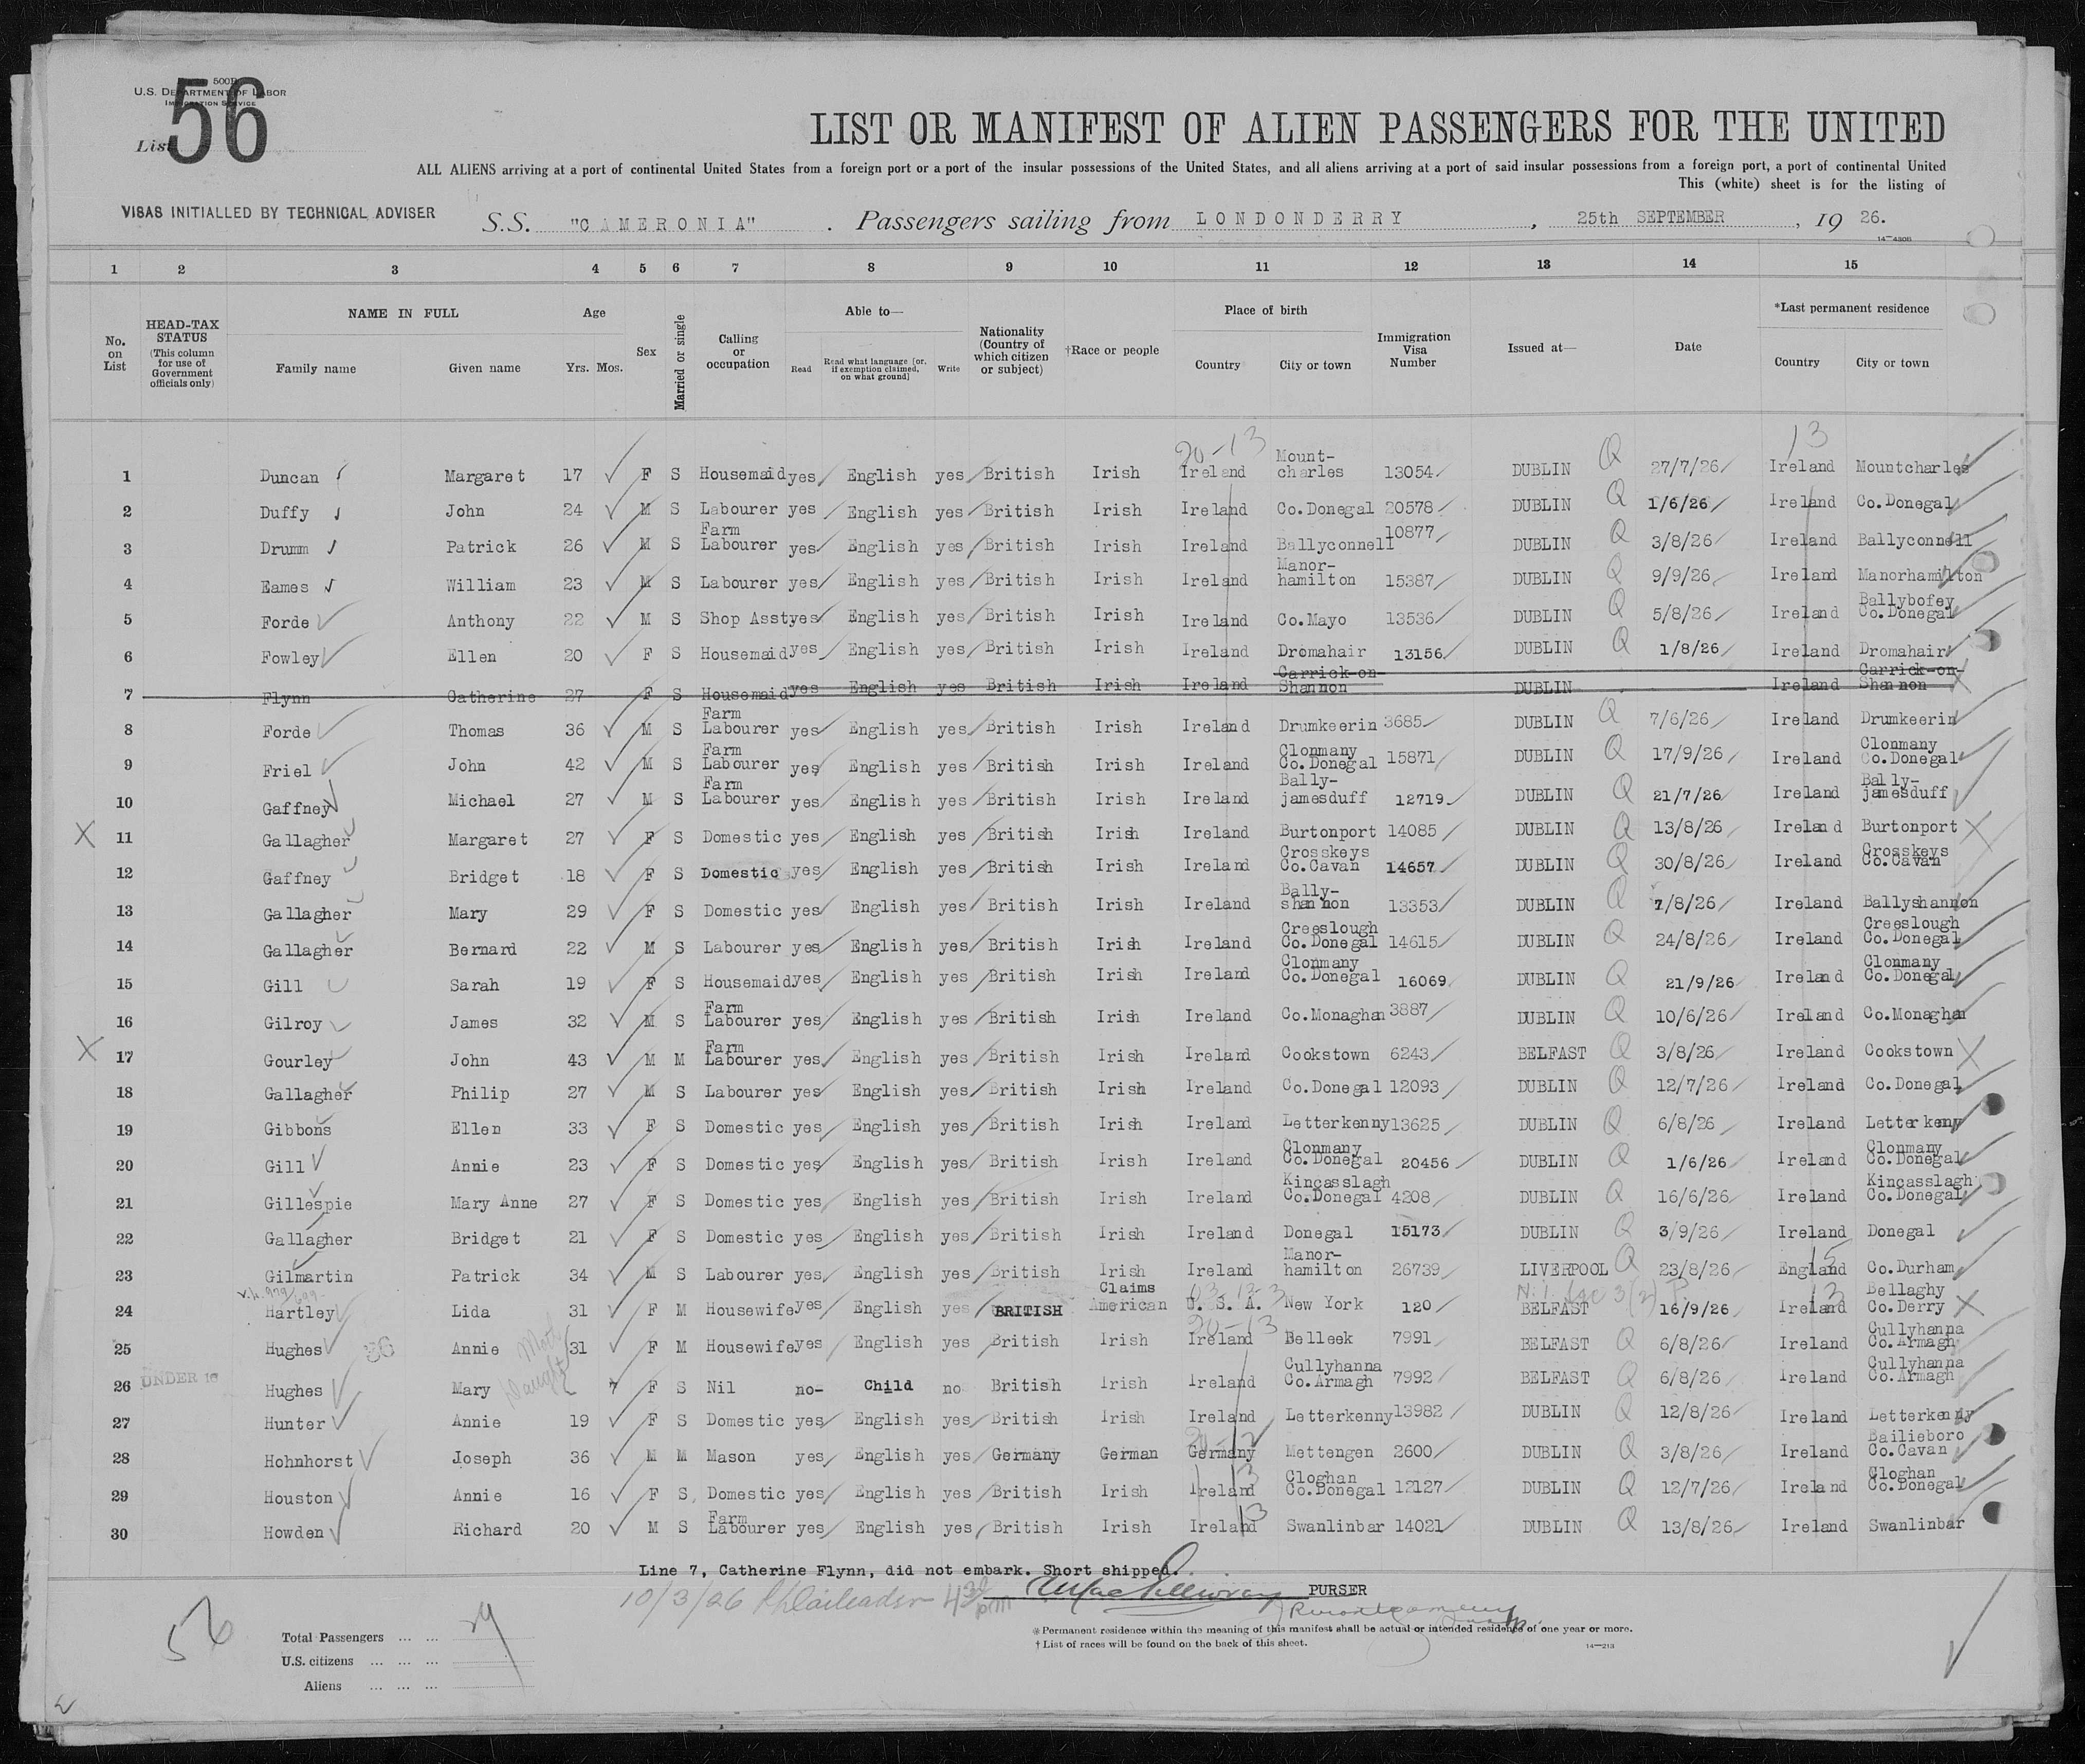 500B
U.S. DEPARTMENT OF LABOR
IMMIGRATION SERVICE
List 56
LIST OR MANIFEST OF ALIEN PASSENGERS FOR THE UNITED
ALL ALIENS arriving at a port of continental United States from a foreign port or a port of the insular possessions of the United States, and all aliens arriving at a port of said insular possessions from a foreign port, a port of continental United
This (white) sheet is for the listing of
VISAS INITIALLED BY TECHNICAL ADVISER
S.S. "CAMERONIA". Passengers sailing from LONDONDERRY, 25th SEPTEMBER, 19 26.
14—430B
1 2 3 4 5 6 7 8 9 10 11 12 13 14 15
No. on List
HEAD-TAX STATUS (This column for use of Government officials only)
NAME IN FULL
Family name Given name
Age
Yrs. Mos.
Sex
Married or single
Calling or occupation
Able to—
Read Read what language [or, if exemption claimed, on what ground] Write
Nationality (Country of which citizen or subject)
†Race or people
Place of birth
Country City or town
Immigration Visa Number
Issued at—
Date
*Last permanent residence
Country City or town
20-13 13
1 Duncan Margaret 17 F S Housemaid yes English yes British Irish Ireland Mount-charles 13054 DUBLIN Q 27/7/26 Ireland Mountcharles
2 Duffy John 24 M S Labourer yes English yes British Irish Ireland Co.Donegal 20578 DUBLIN Q 1/6/26 Ireland Co.Donegal
3 Drumm Patrick 26 M S Farm Labourer yes English yes British Irish Ireland Ballyconnell 10877 DUBLIN Q 3/8/26 Ireland Ballyconnell
4 Eames William 23 M S Labourer yes English yes British Irish Ireland Manor-hamilton 15387 DUBLIN Q 9/9/26 Ireland Manorhamilton
5 Forde Anthony 22 M S Shop Asst yes English yes British Irish Ireland Co.Mayo 13536 DUBLIN Q 5/8/26 Ireland Ballybofey Co.Donegal
6 Fowley Ellen 20 F S Housemaid yes English yes British Irish Ireland Dromahair 13156 DUBLIN Q 1/8/26 Ireland Dromahair
7 Flynn Catherine 27 F S Housemaid yes English yes British Irish Ireland Carrick-on-Shannon DUBLIN Ireland Carrick-on-Shannon X
8 Forde Thomas 36 M S Farm Labourer yes English yes British Irish Ireland Drumkeerin 3685 DUBLIN Q 7/6/26 Ireland Drumkeerin
9 Friel John 42 M S Farm Labourer yes English yes British Irish Ireland Clonmany Co.Donegal 15871 DUBLIN Q 17/9/26 Ireland Clonmany Co.Donegal
10 Gaffney Michael 27 M S Farm Labourer yes English yes British Irish Ireland Bally-jamesduff 12719 DUBLIN Q 21/7/26 Ireland Bally-jamesduff
X 11 Gallagher Margaret 27 F S Domestic yes English yes British Irish Ireland Burtonport 14085 DUBLIN Q 13/8/26 Ireland Burtonport X
12 Gaffney Bridget 18 F S Domestic yes English yes British Irish Ireland Crosskeys Co.Cavan 14657 DUBLIN Q 30/8/26 Ireland Crosskeys Co.Cavan
13 Gallagher Mary 29 F S Domestic yes English yes British Irish Ireland Bally-shannon 13353 DUBLIN Q 7/8/26 Ireland Ballyshannon
14 Gallagher Bernard 22 M S Labourer yes English yes British Irish Ireland Creeslough Co.Donegal 14615 DUBLIN Q 24/8/26 Ireland Creeslough Co.Donegal
15 Gill Sarah 19 F S Housemaid yes English yes British Irish Ireland Clonmany Co.Donegal 16069 DUBLIN Q 21/9/26 Ireland Clonmany Co.Donegal
16 Gilroy James 32 M S Farm Labourer yes English yes British Irish Ireland Co.Monaghan 3887 DUBLIN Q 10/6/26 Ireland Co.Monaghan
X 17 Gourley John 43 M M Farm Labourer yes English yes British Irish Ireland Cookstown 6243 BELFAST Q 3/8/26 Ireland Cookstown X
18 Gallagher Philip 27 M S Labourer yes English yes British Irish Ireland Co.Donegal 12093 DUBLIN Q 12/7/26 Ireland Co.Donegal
19 Gibbons Ellen 33 F S Domestic yes English yes British Irish Ireland Letterkenny 13625 DUBLIN Q 6/8/26 Ireland Letterkeny
20 Gill Annie 23 F S Domestic yes English yes British Irish Ireland Clonmany Co.Donegal 20456 DUBLIN Q 1/6/26 Ireland Clonmany Co.Donegal
21 Gillespie Mary Anne 27 F S Domestic yes English yes British Irish Ireland Kincasslagh Co.Donegal 4208 DUBLIN Q 16/6/26 Ireland Kincasslagh Co.Donegal
22 Gallagher Bridget 21 F S Domestic yes English yes British Irish Ireland Donegal 15173 DUBLIN Q 3/9/26 Ireland Donegal
23 Gilmartin Patrick 34 M S Labourer yes English yes British Irish Ireland Manor-hamilton 26739 LIVERPOOL Q 23/8/26 England 15 Co.Durham
24 Hartley Lida 31 F M Housewife yes English yes BRITISH Claims American U.S.A. New York 120 BELFAST 16/9/26 Ireland 13 Bellaghy Co.Derry X
20-13
25 Hughes 56 Annie 31 F M Housewife yes English yes British Irish Ireland Belleek 7991 BELFAST Q 6/8/26 Ireland Cullyhanna Co.Armagh
UNDER 16 26 Hughes Mary 7 F S Nil no- Child no British Irish Ireland Cullyhanna Co.Armagh 7992 BELFAST Q 6/8/26 Ireland Cullyhanna Co.Armagh
27 Hunter Annie 19 F S Domestic yes English yes British Irish Ireland Letterkenny 13982 DUBLIN Q 12/8/26 Ireland Letterkenny
28 Hohnhorst Joseph 36 M M Mason yes English yes Germany German Germany Mettengen 2600 DUBLIN Q 3/8/26 Ireland Bailieboro Co.Cavan
29 Houston Annie 16 F S Domestic yes English yes British Irish Ireland 13 Cloghan Co.Donegal 12127 DUBLIN Q 12/7/26 Ireland Cloghan Co.Donegal
30 Howden Richard 20 M S Farm Labourer yes English yes British Irish Ireland 13 Swanlinbar 14021 DUBLIN Q 13/8/26 Ireland Swanlinbar
Line 7, Catherine Flynn, did not embark. Short shipped.
10/3/26
PURSER
56
Total Passengers ... ...
U.S. citizens ... ... ...
Aliens ... ... ...
* Permanent residence within the meaning of this manifest shall be actual or intended residence of one year or more.
† List of races will be found on the back of this sheet.
14—213